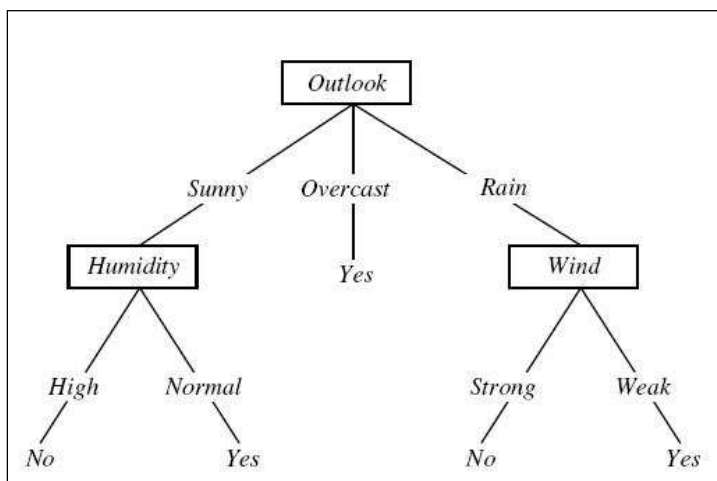 Outlook
Sunny Overcast Rain
Humidity Yes Wind
High Normal Strong Weak
No Yes No Yes